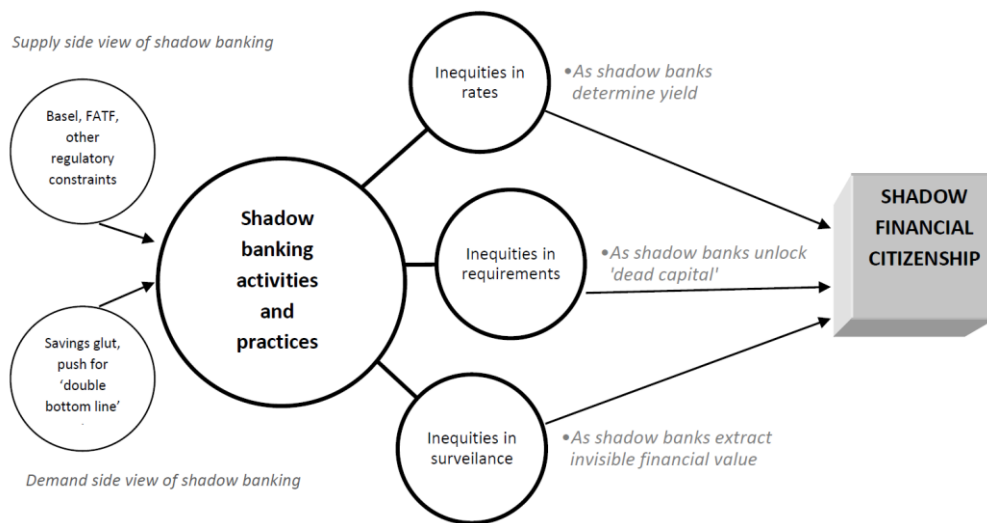 Supply side view of shadow banking
Basel, FATF,
other
regulatory
constraints
Savings glut,
push for
‘double
bottom line’
Demand side view of shadow banking
Shadow
banking
activities
and
practices
Inequities in
rates
•As shadow banks
determine yield
Inequities in
requirements
•As shadow banks unlock
'dead capital'
Inequities in
surveilance
•As shadow banks extract
invisible financial value
SHADOW
FINANCIAL
CITIZENSHIP